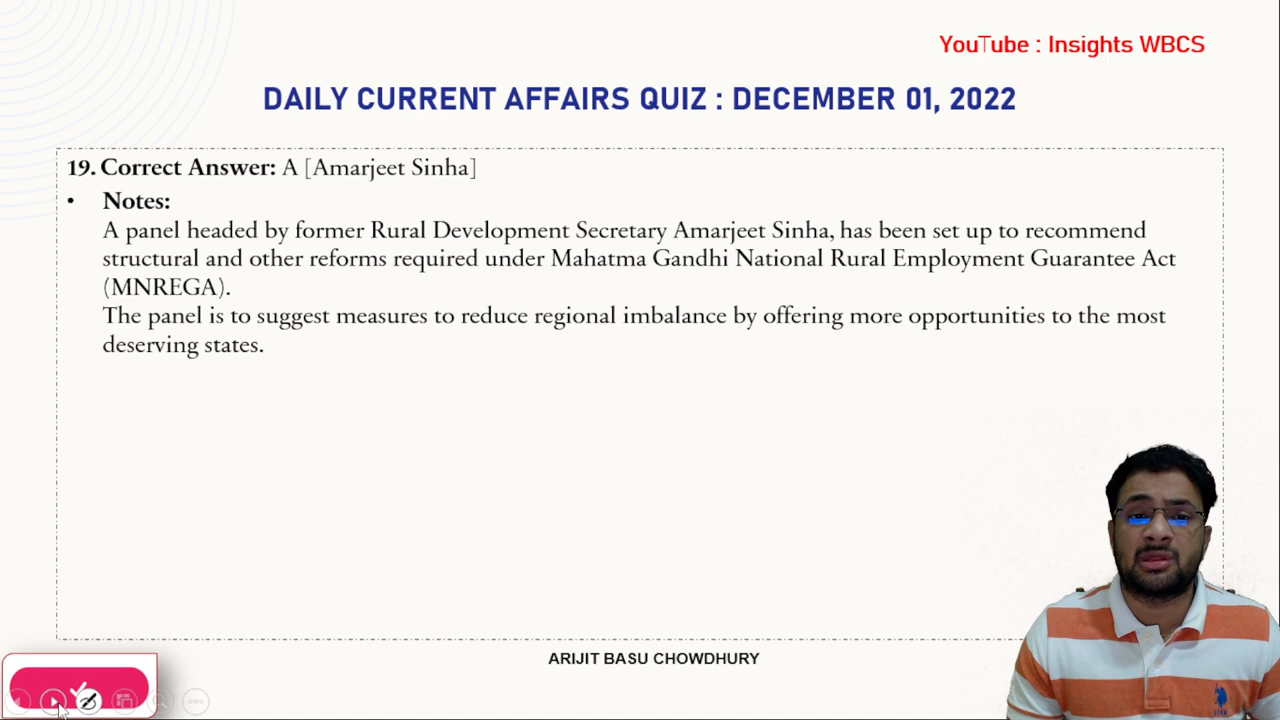 YouTube : Insights WBCS
DAILY CURRENT AFFAIRS QUIZ : DECEMBER 01, 2022
19. Correct Answer: A [Amarjeet Sinha]
• Notes:
A panel headed by former Rural Development Secretary Amarjeet Sinha, has been set up to recommend
structural and other reforms required under Mahatma Gandhi National Rural Employment Guarantee Act
(MNREGA).
The panel is to suggest measures to reduce regional imbalance by offering more opportunities to the most
deserving states.
ARIJIT BASU CHOWDHURY